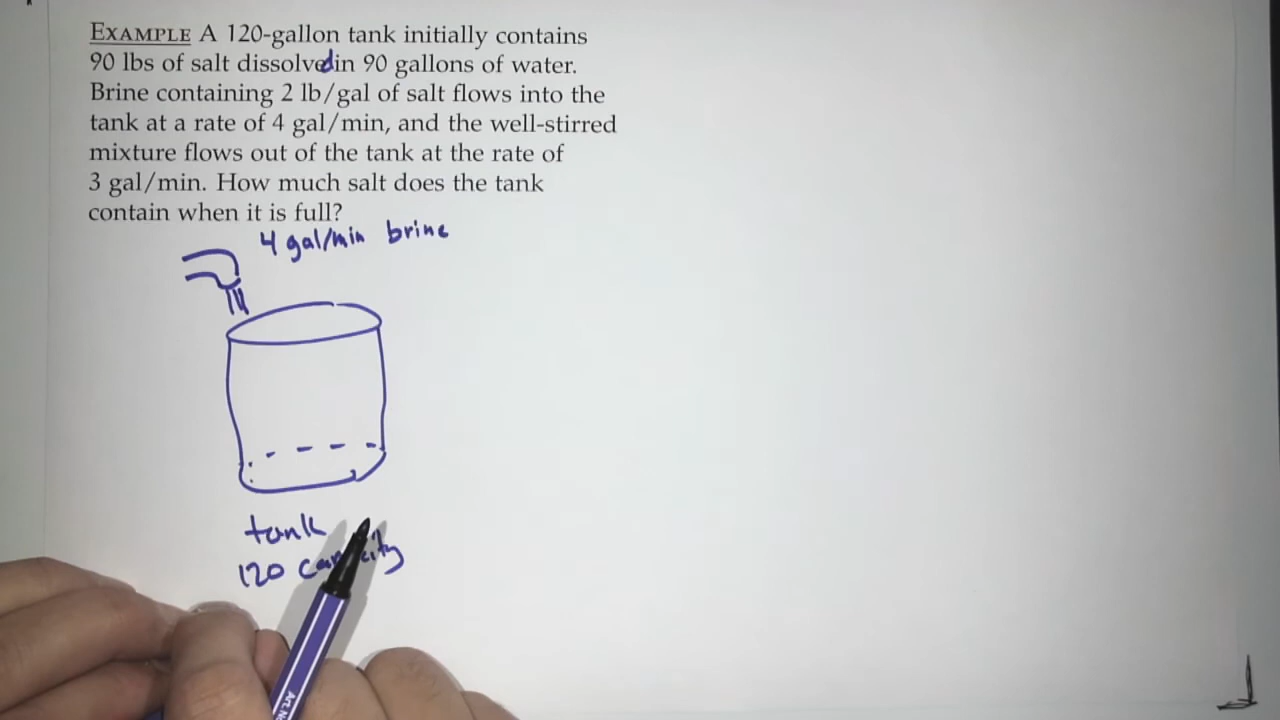 EXAMPLE A 120-gallon tank initially contains
90 lbs of salt dissolved in 90 gallons of water.
Brine containing 2 lb/gal of salt flows into the
tank at a rate of 4 gal/min, and the well-stirred
mixture flows out of the tank at the rate of
3 gal/min. How much salt does the tank
contain when it is full?
4 gal/min brine
tank
120